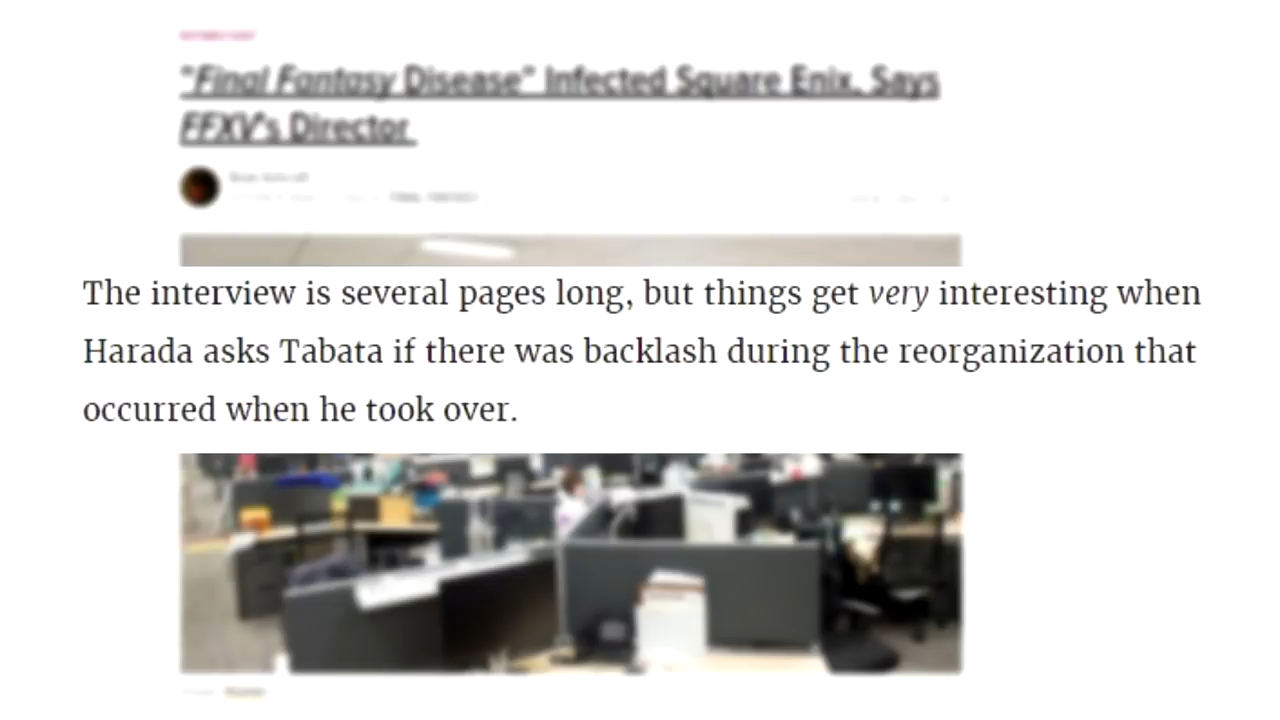 "Final Fantasy Disease" Infected Square Enix, Says
FFXV's Director
The interview is several pages long, but things get very interesting when
Harada asks Tabata if there was backlash during the reorganization that
occurred when he took over.